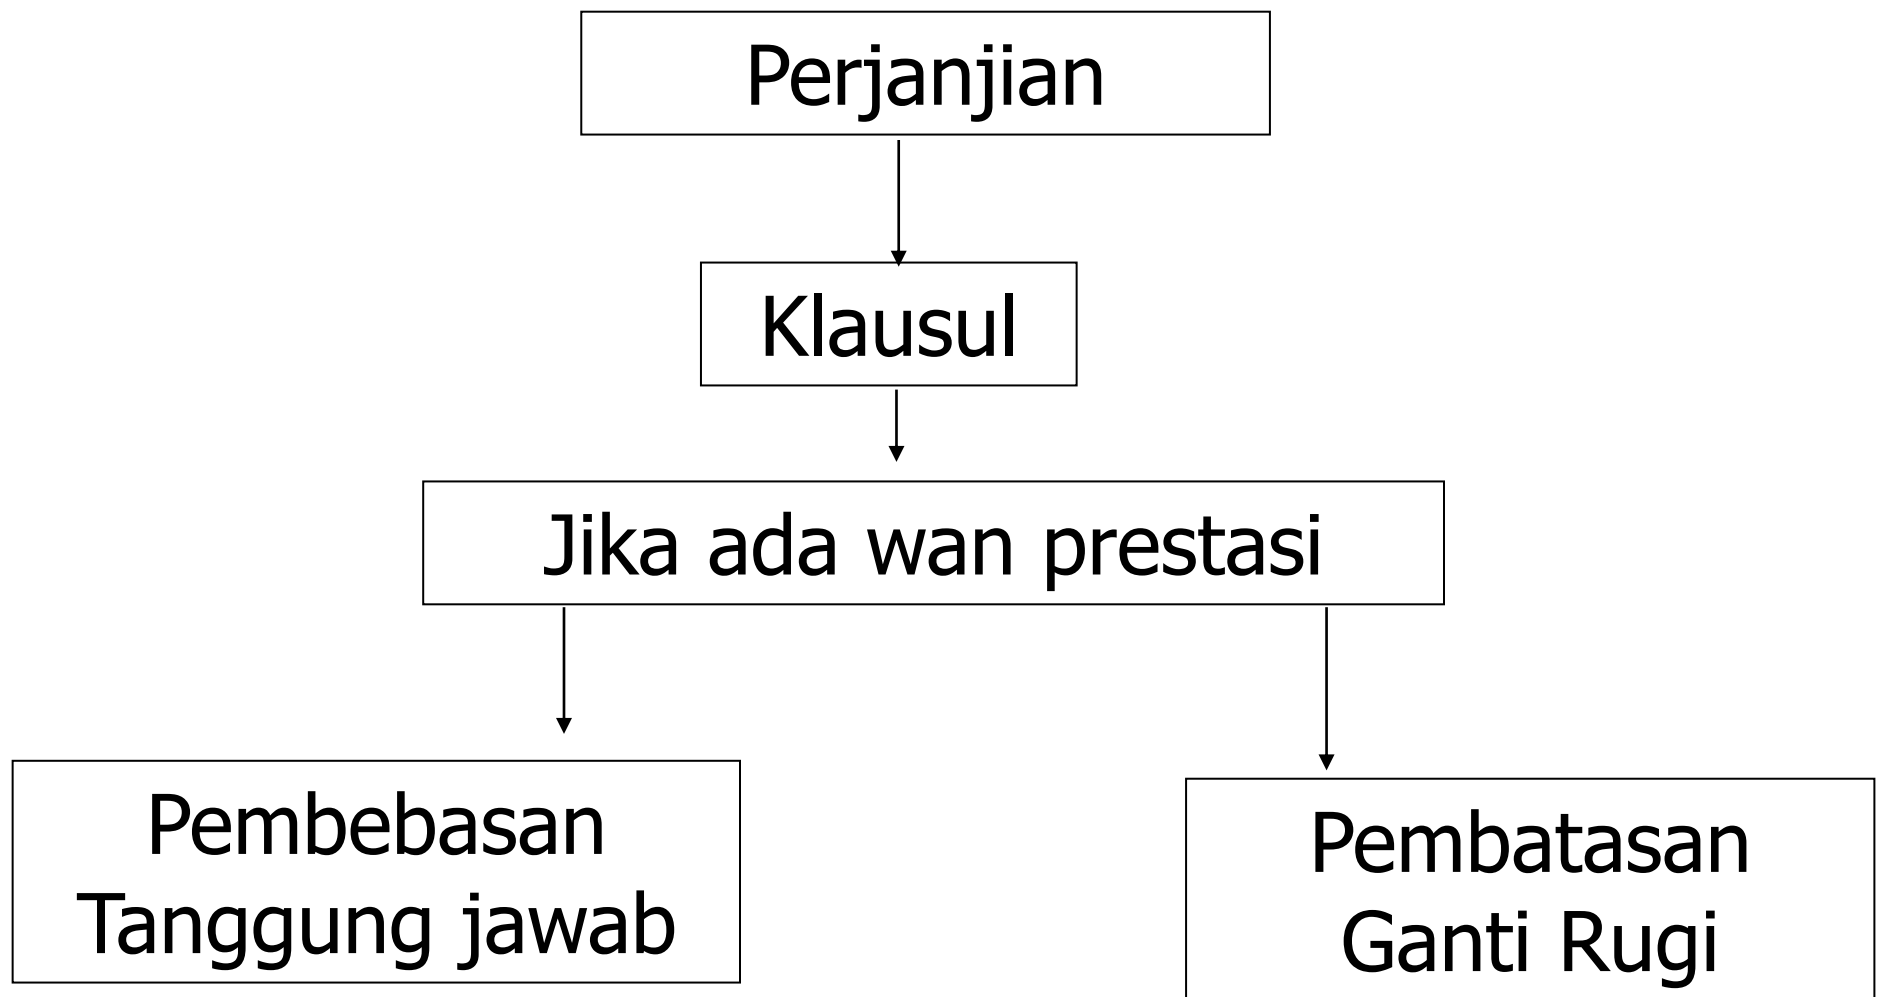 Perjanjian
Klausul
Jika ada wan prestasi
Pembebasan
Tanggung jawab
Pembatasan
Ganti Rugi